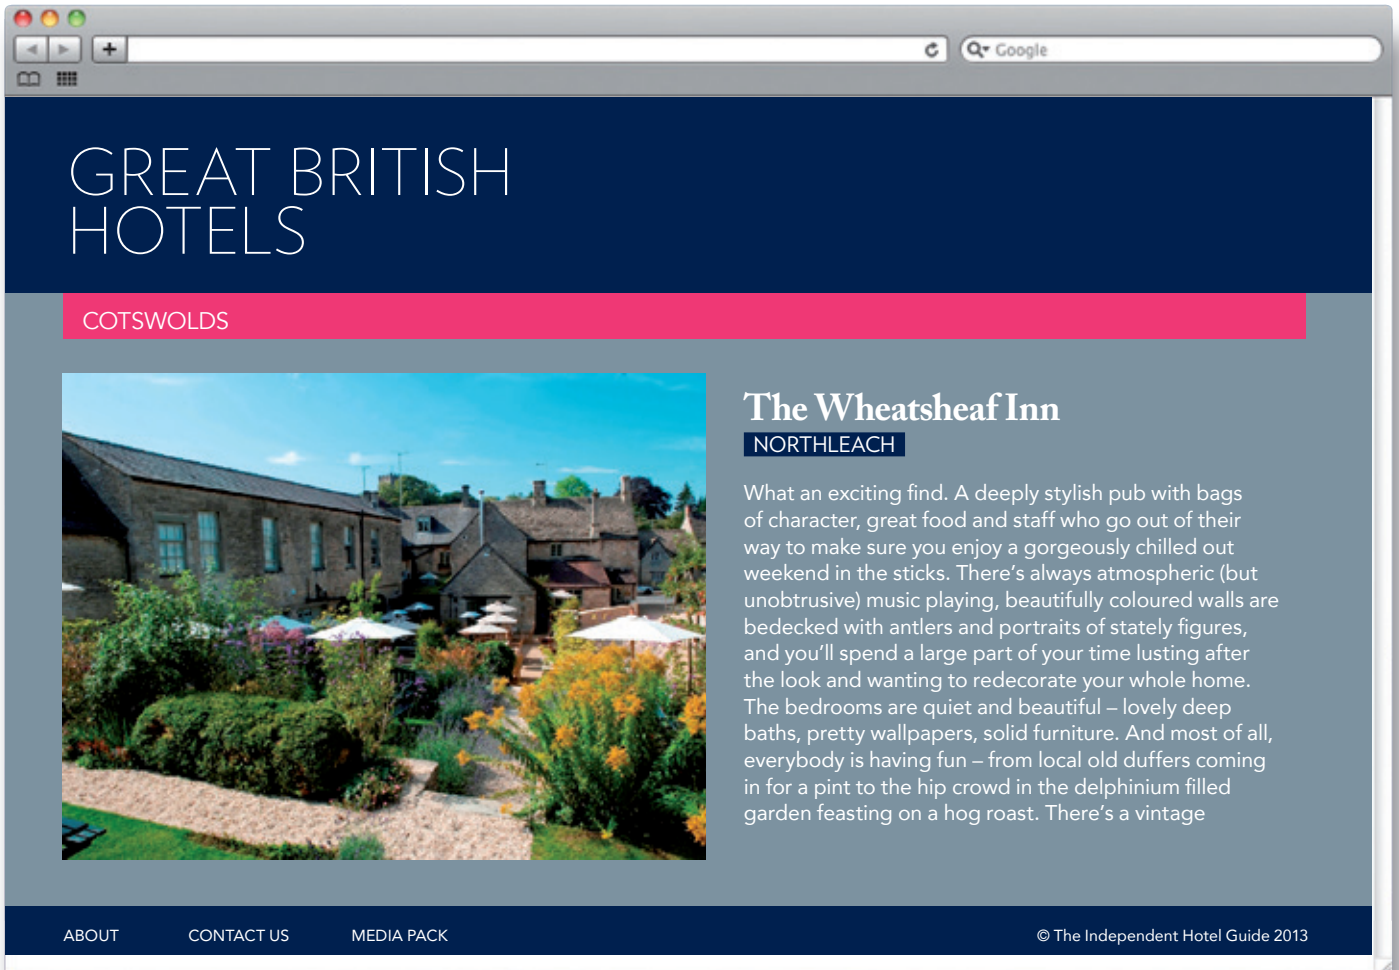 Google
GREAT BRITISH
HOTELS
COTSWOLDS
The Wheatsheaf Inn
NORTHLEACH
What an exciting find. A deeply stylish pub with bags
of character, great food and staff who go out of their
way to make sure you enjoy a gorgeously chilled out
weekend in the sticks. There’s always atmospheric (but
unobtrusive) music playing, beautifully coloured walls are
bedecked with antlers and portraits of stately figures,
and you’ll spend a large part of your time lusting after
the look and wanting to redecorate your whole home.
The bedrooms are quiet and beautiful – lovely deep
baths, pretty wallpapers, solid furniture. And most of all,
everybody is having fun – from local old duffers coming
in for a pint to the hip crowd in the delphinium filled
garden feasting on a hog roast. There’s a vintage
ABOUT CONTACT US MEDIA PACK © The Independent Hotel Guide 2013